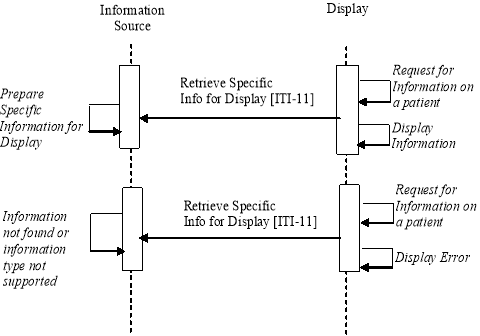 Information
Source
Display
Request for
Information on
a patient
Retrieve Specific
Info for Display [ITI-11]
Prepare
Specific
Information for
Display
Display
Information
Request for
Information on
a patient
Retrieve Specific
Info for Display [ITI-11]
Information
not found or
information
type not
supported
Display Error